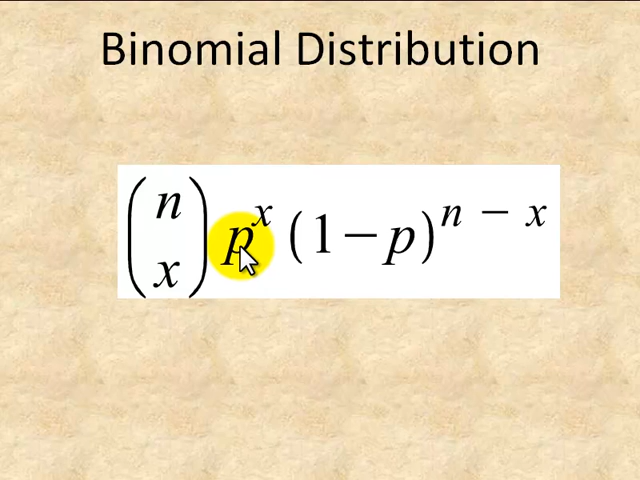 Binomial Distribution
(n x) p^x (1 − p)^{n − x}